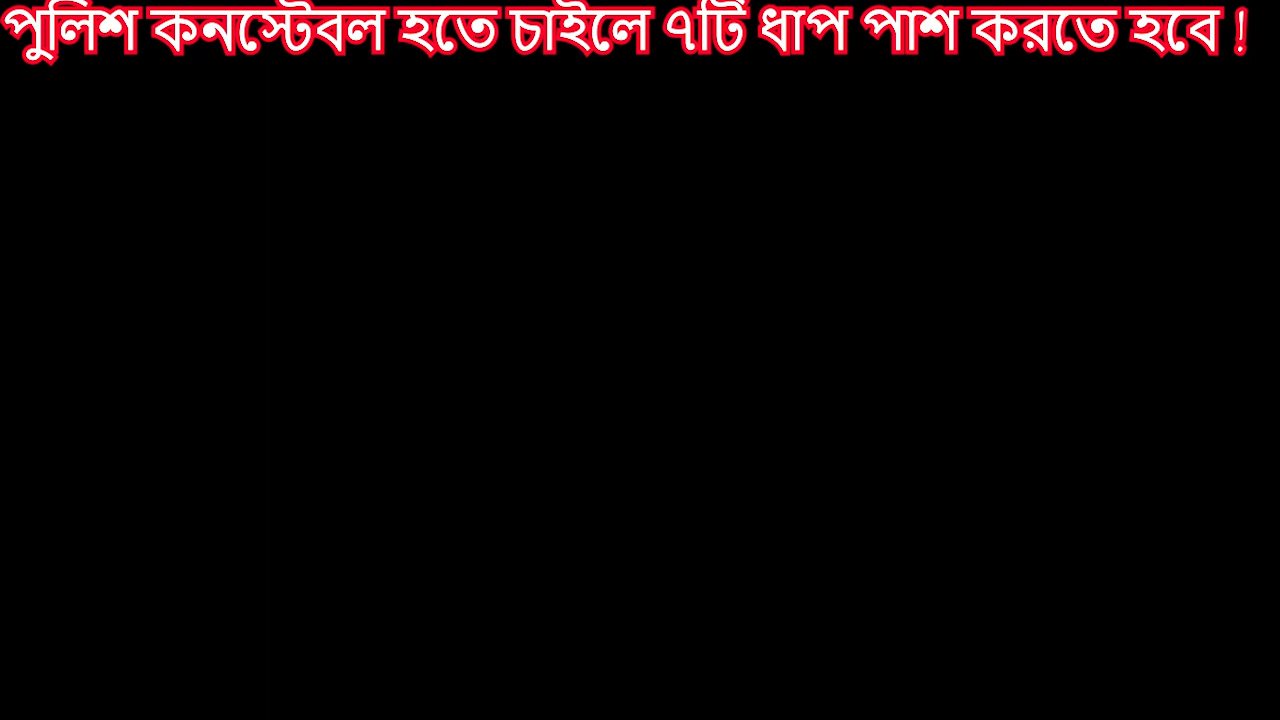 পুলিশ কনস্টেবল হতে চাইলে ৭টি ধাপ পাশ করতে হবে !